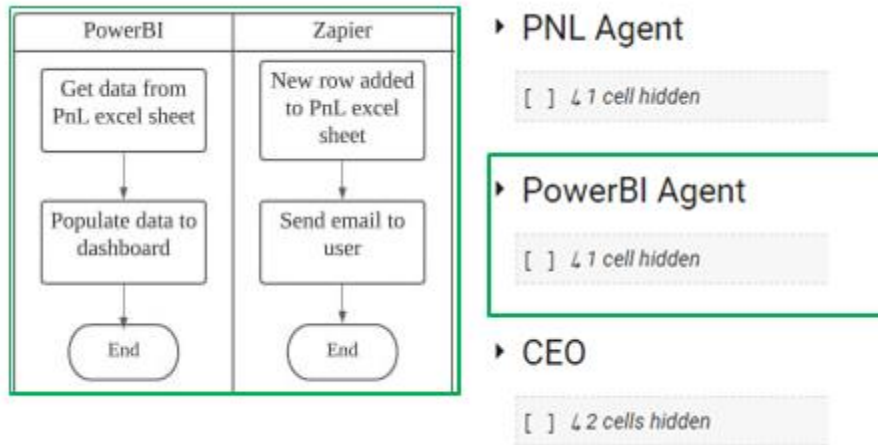 PowerBI
Get data from
PnL excel sheet
Populate data to
dashboard
End
Zapier
New row added
to PnL excel
sheet
Send email to
user
End
PNL Agent
[ ] ↳ 1 cell hidden
PowerBI Agent
[ ] ↳ 1 cell hidden
CEO
[ ] ↳ 2 cells hidden